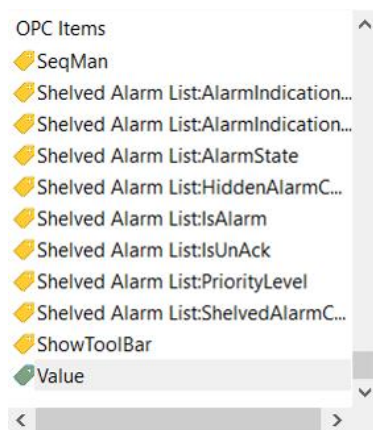 OPC Items
SeqMan
Shelved Alarm List:AlarmIndication...
Shelved Alarm List:AlarmIndication...
Shelved Alarm List:AlarmState
Shelved Alarm List:HiddenAlarmC...
Shelved Alarm List:IsAlarm
Shelved Alarm List:IsUnAck
Shelved Alarm List:PriorityLevel
Shelved Alarm List:ShelvedAlarmC...
ShowToolBar
Value